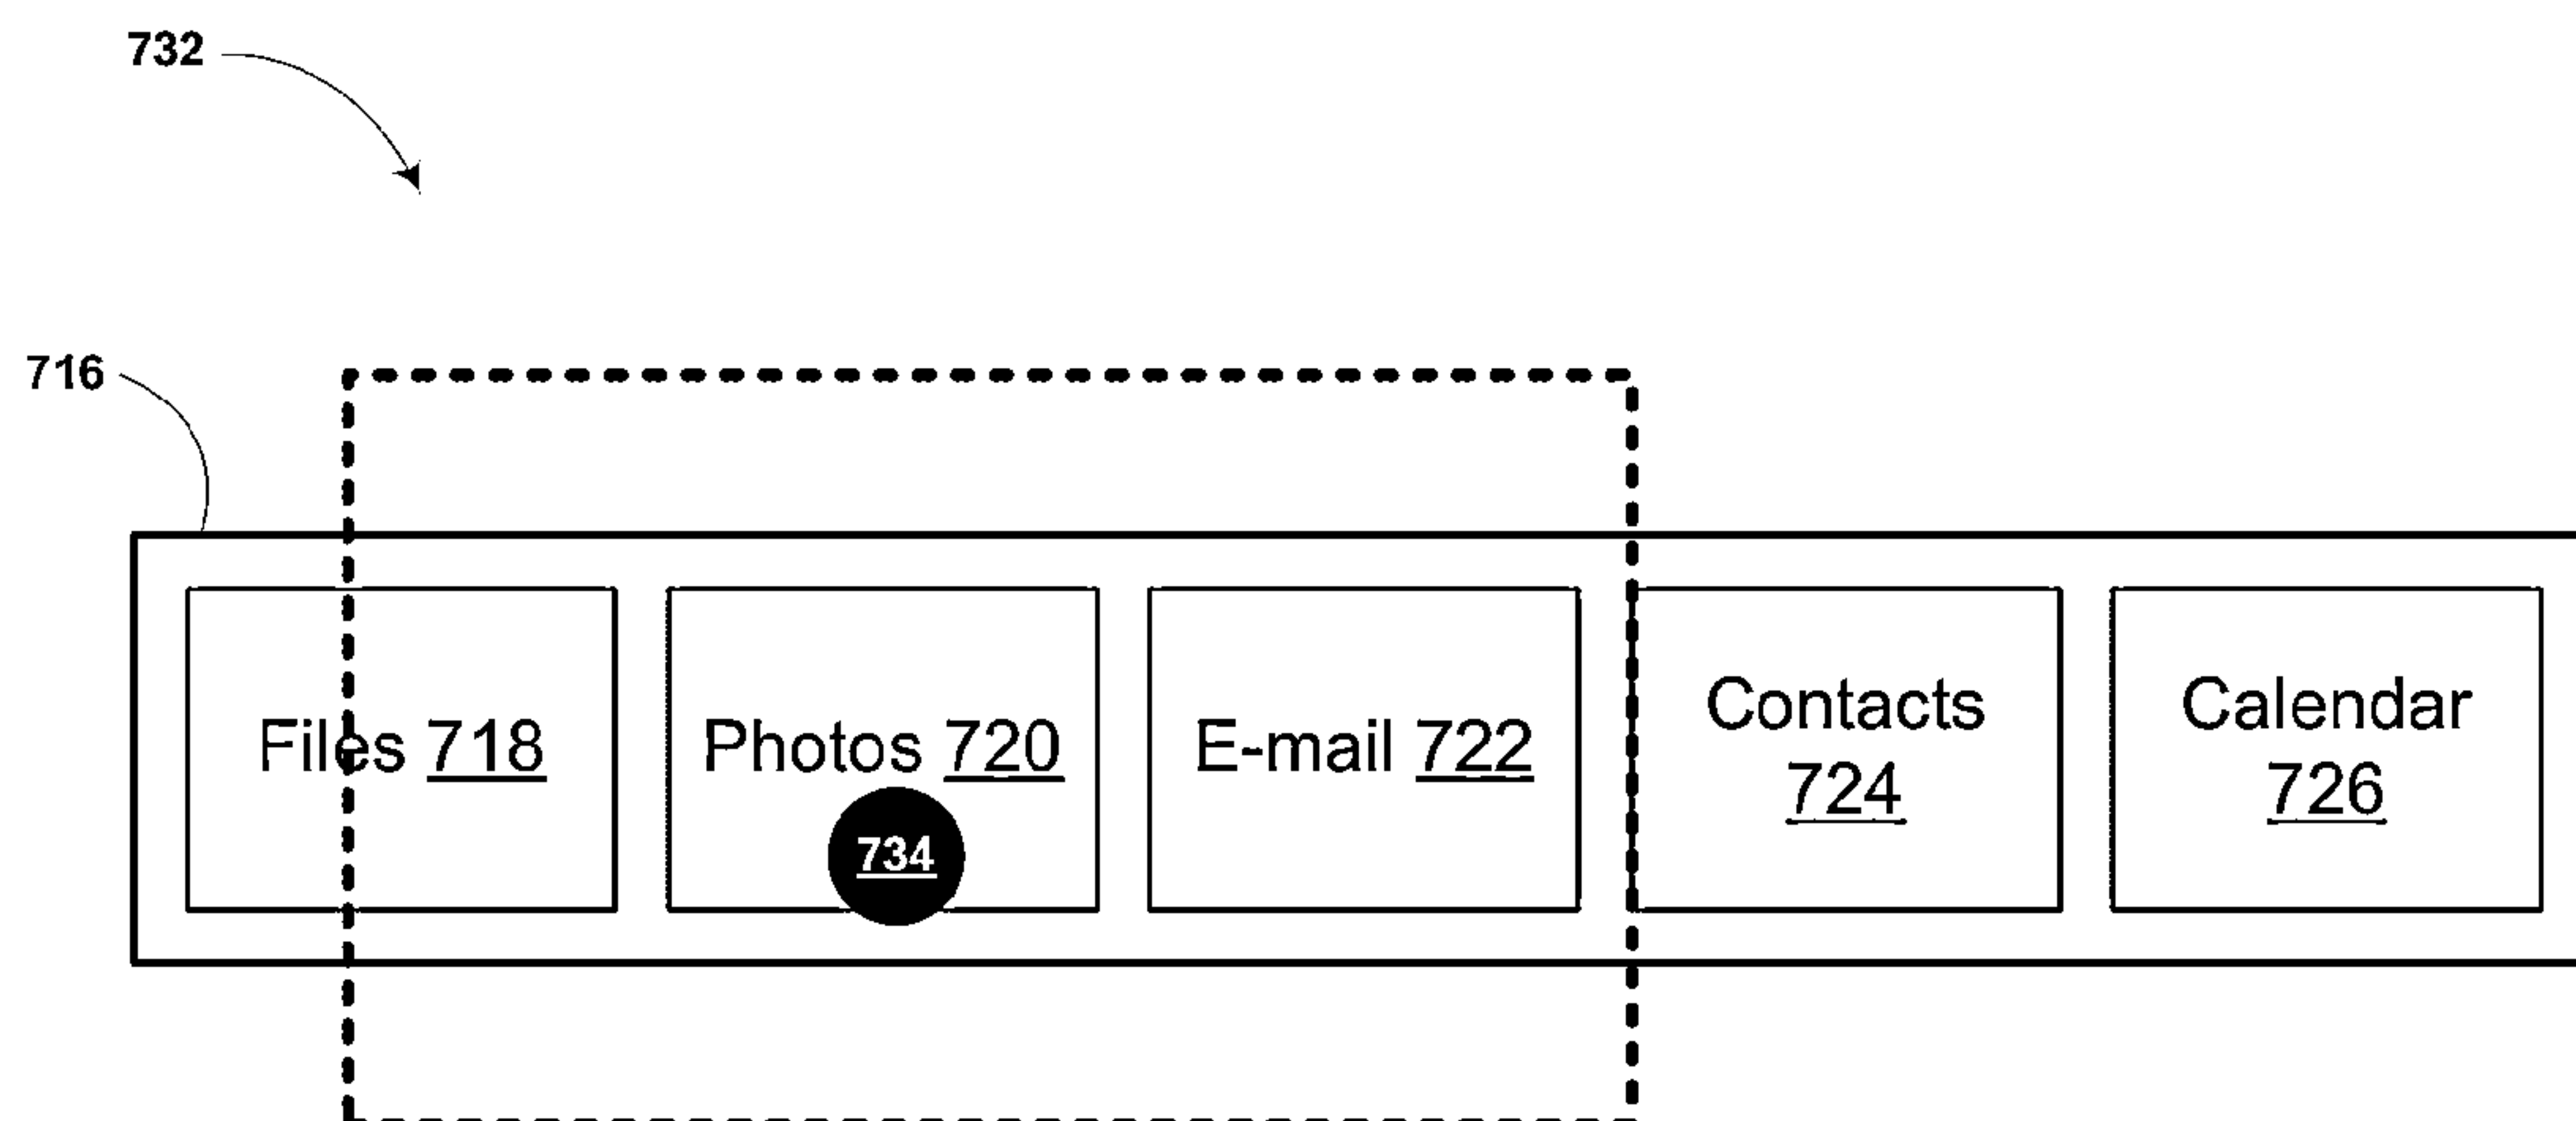 732
716
Files 718
Photos 720
E-mail 722
Contacts
724
Calendar
726
734